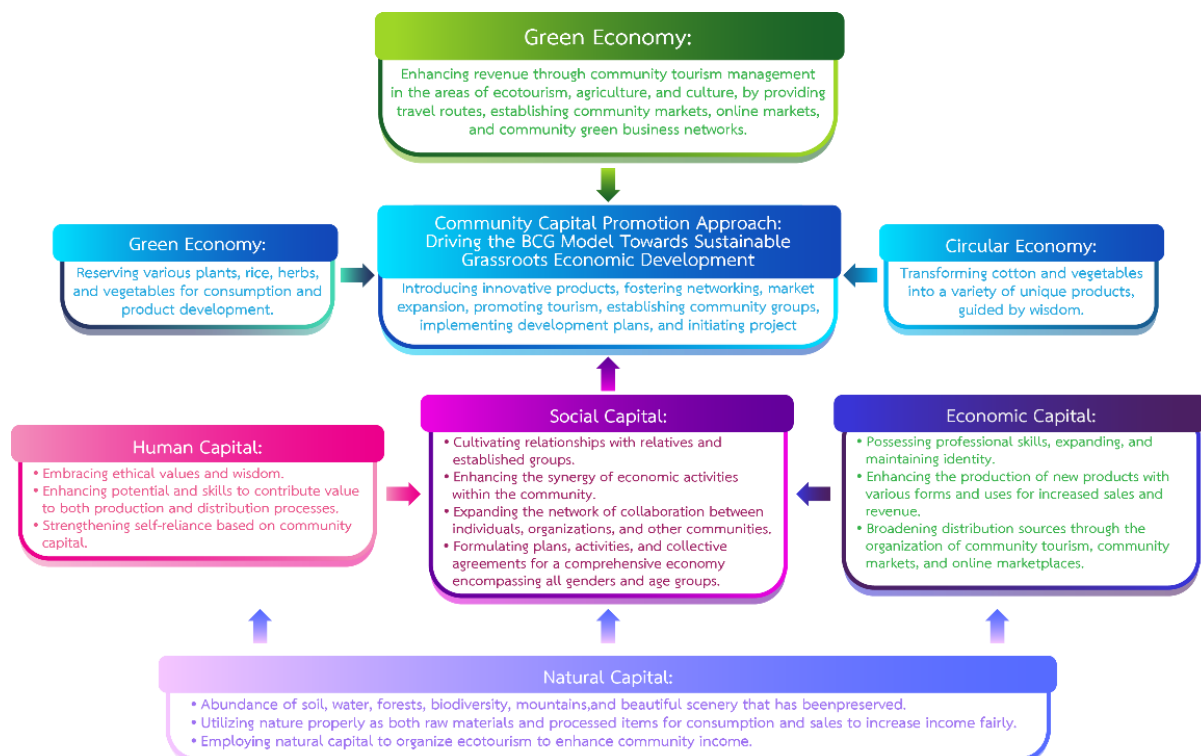 Green Economy:
Enhancing revenue through community tourism management
in the areas of ecotourism, agriculture, and culture, by providing
travel routes, establishing community markets, online markets,
and community green business networks.
Green Economy:
Reserving various plants, rice, herbs,
and vegetables for consumption and
product development.
Community Capital Promotion Approach:
Driving the BCG Model Towards Sustainable
Grassroots Economic Development
Introducing innovative products, fostering networking, market
expansion, promoting tourism, establishing community groups,
implementing development plans, and initiating project
Circular Economy:
Transforming cotton and vegetables
into a variety of unique products,
guided by wisdom.
Human Capital:
• Embracing ethical values and wisdom.
• Enhancing potential and skills to contribute value
to both production and distribution processes.
• Strengthening self-reliance based on community
capital.
Social Capital:
• Cultivating relationships with relatives and
established groups.
• Enhancing the synergy of economic activities
within the community.
• Expanding the network of collaboration between
individuals, organizations, and other communities.
• Formulating plans, activities, and collective
agreements for a comprehensive economy
encompassing all genders and age groups.
Economic Capital:
• Possessing professional skills, expanding, and
maintaining identity.
• Enhancing the production of new products with
various forms and uses for increased sales and
revenue.
• Broadening distribution sources through the
organization of community tourism, community
markets, and online marketplaces.
Natural Capital:
• Abundance of soil, water, forests, biodiversity, mountains,and beautiful scenery that has beenpreserved.
• Utilizing nature properly as both raw materials and processed items for consumption and sales to increase income fairly.
• Employing natural capital to organize ecotourism to enhance community income.